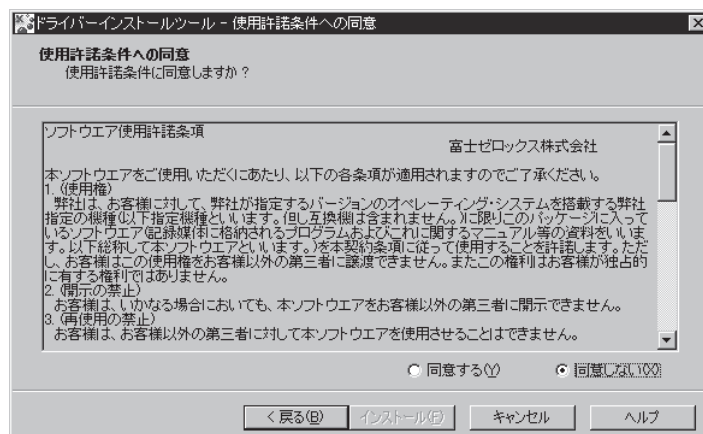 ドライバーインストールツール - 使用許諾条件への同意
使用許諾条件への同意
使用許諾条件に同意しますか？
ソフトウエア使用許諾条項
富士ゼロックス株式会社
本ソフトウエアをご使用いただくにあたり、以下の各条項が適用されますのでご了承ください。
1. (使用権)
弊社は、お客様に対して、弊社が指定するバージョンのオペレーティング・システムを搭載する弊社
指定の機種(以下指定機種といいます。但し互換機は含まれません。)に限りこのパッケージに入って
いるソフトウエア(記録媒体に格納されるプログラムおよびこれに関するマニュアル等の資料をいいま
す。以下総称して本ソフトウエアといいます。)を本契約条項に従って使用することを許諾します。ただ
し、お客様はこの使用権をお客様以外の第三者に譲渡できません。またこの権利はお客様が独占的
に有する権利ではありません。
2. (開示の禁止)
お客様は、いかなる場合においても、本ソフトウエアをお客様以外の第三者に開示できません。
3. (再使用の禁止)
お客様は、お客様以外の第三者に対して本ソフトウエアを使用させることはできません。
同意する(Y) 同意しない(X)
< 戻る(B) インストール(F) キャンセル ヘルプ